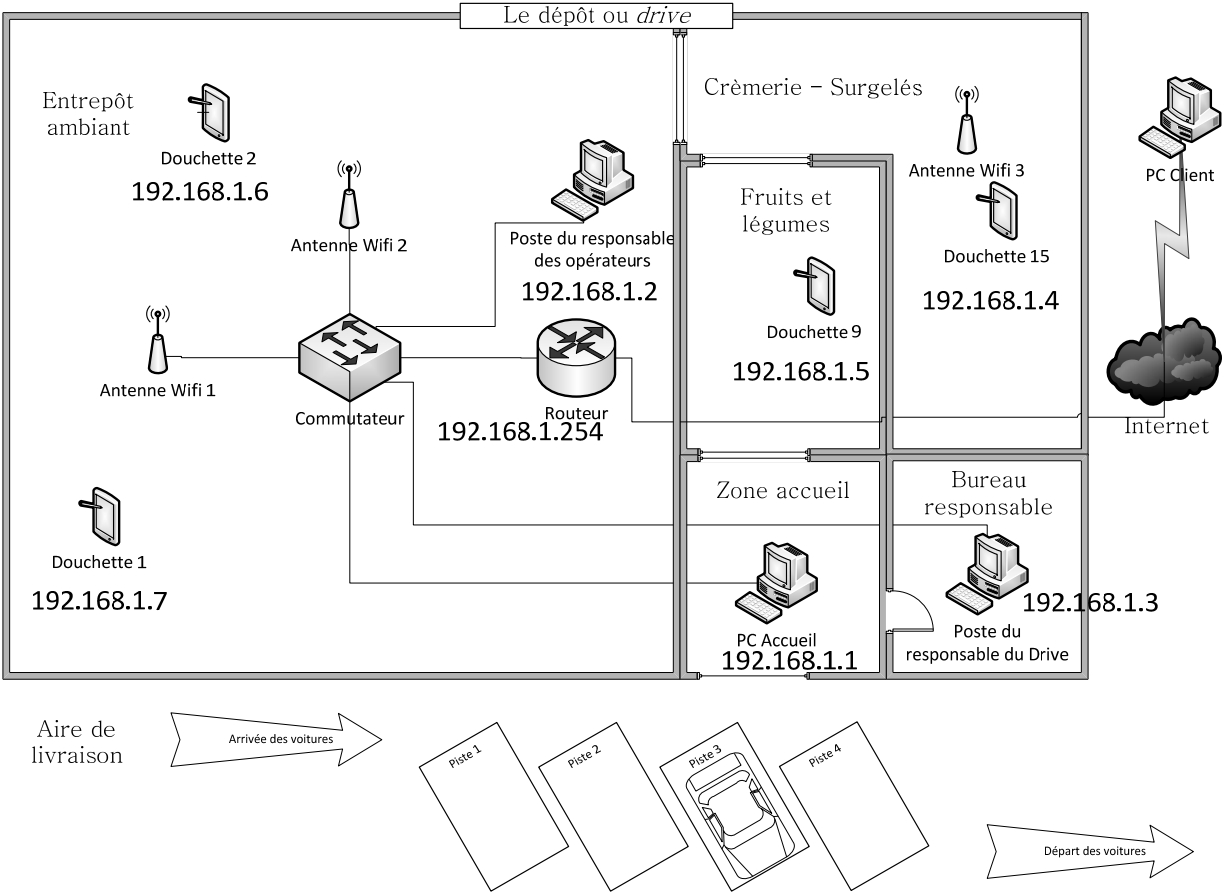 Le dépôt ou drive
Entrepôt
ambiant
Douchette 2
192.168.1.6
Antenne Wifi 2
Poste du responsable
des opérateurs
192.168.1.2
Antenne Wifi 1
Commutateur
Routeur
192.168.1.254
Douchette 1
192.168.1.7
Crèmerie – Surgelés
Antenne Wifi 3
Douchette 15
192.168.1.4
Fruits et
légumes
Douchette 9
192.168.1.5
PC Client
Internet
Zone accueil
PC Accueil
192.168.1.1
Bureau
responsable
192.168.1.3
Poste du
responsable du Drive
Aire de
livraison
Arrivée des voitures
Piste 1
Piste 2
Piste 3
Piste 4
Départ des voitures